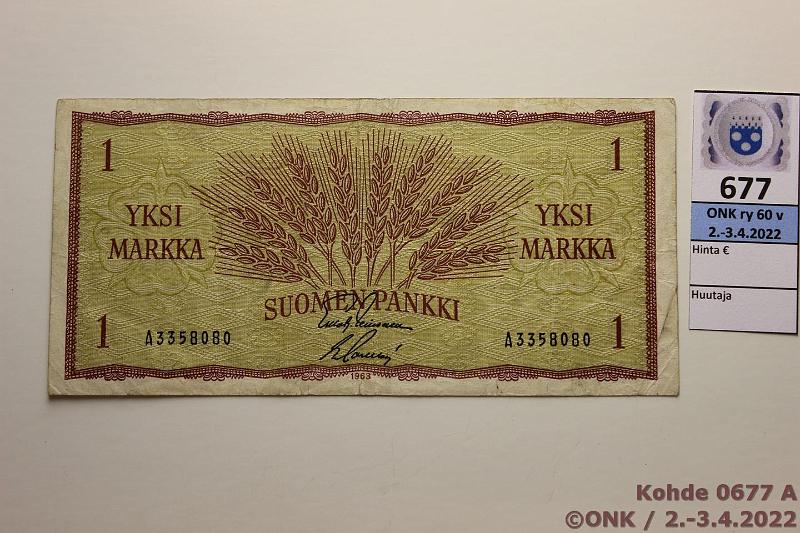 1 1
YKSI
MARKKA
YKSI
MARKKA
SUOMEN PANKKI
1 A3358080 A3358080 1
1963
677
ONK ry 60 v
2.-3.4.2022
Hinta €
Huutaja
Kohde 0677 A
©ONK / 2.-3.4.2022